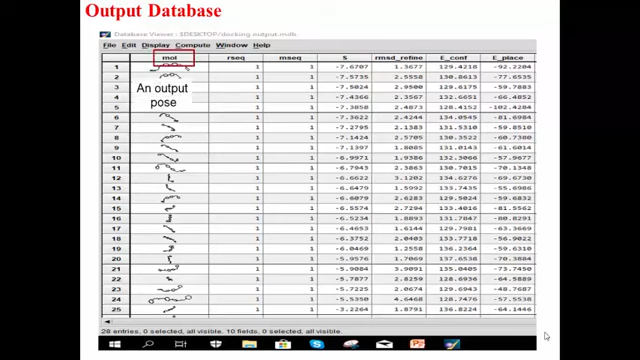 Output Database
Database Viewer : $DESKTOP/docking output.mdb
File Edit Display Compute Window Help
mol rseq mseq S rmsd_refine E_conf E_place
1 1 1 -7.6707 1.3677 129.4218 -92.2204
2 1 1 -7.5735 2.5558 130.8613 -77.6535
3 1 1 -7.5024 2.9500 129.6175 -59.7883
4 1 1 -7.4366 2.3567 132.6651 -66.4852
5 1 1 -7.3858 2.4873 128.4152 -102.4284
An output
pose
6 1 1 -7.3622 2.4232 134.0545 -81.6984
7 1 1 -7.2795 1.3383 131.5310 -59.8510
8 1 1 -7.1424 2.5705 130.3522 -60.7380
9 1 1 -7.1397 1.8085 131.0143 -61.6014
10 1 1 -6.9971 1.9386 132.3066 -57.9677
11 1 1 -6.7943 2.3863 130.7015 -70.1348
12 1 1 -6.6622 3.1202 134.6276 -69.6730
13 1 1 -6.6479 1.5992 133.7435 -55.6986
14 1 1 -6.6079 2.6283 129.5024 -59.6832
15 1 1 -6.5574 2.7294 133.4016 -81.5562
16 1 1 -6.5234 1.8893 131.7847 -80.8291
17 1 1 -6.4653 1.6144 129.7981 -63.3969
18 1 1 -6.3752 2.0403 133.7718 -56.9022
19 1 1 -6.0469 1.2558 136.2394 -59.6310
20 1 1 -5.9576 1.7069 137.6538 -70.3884
21 1 1 -5.9084 3.9091 135.0085 -73.7450
22 1 1 -5.7877 2.8290 128.6956 -64.5889
23 1 1 -5.7225 2.0674 129.6931 -48.7687
24 1 1 -5.5350 4.6468 128.7247 -57.5538
25 1 1 -3.2264 1.8791 136.8224 -64.1446
28 entries, 0 selected, all visible. 10 fields, 0 selected, all visible.